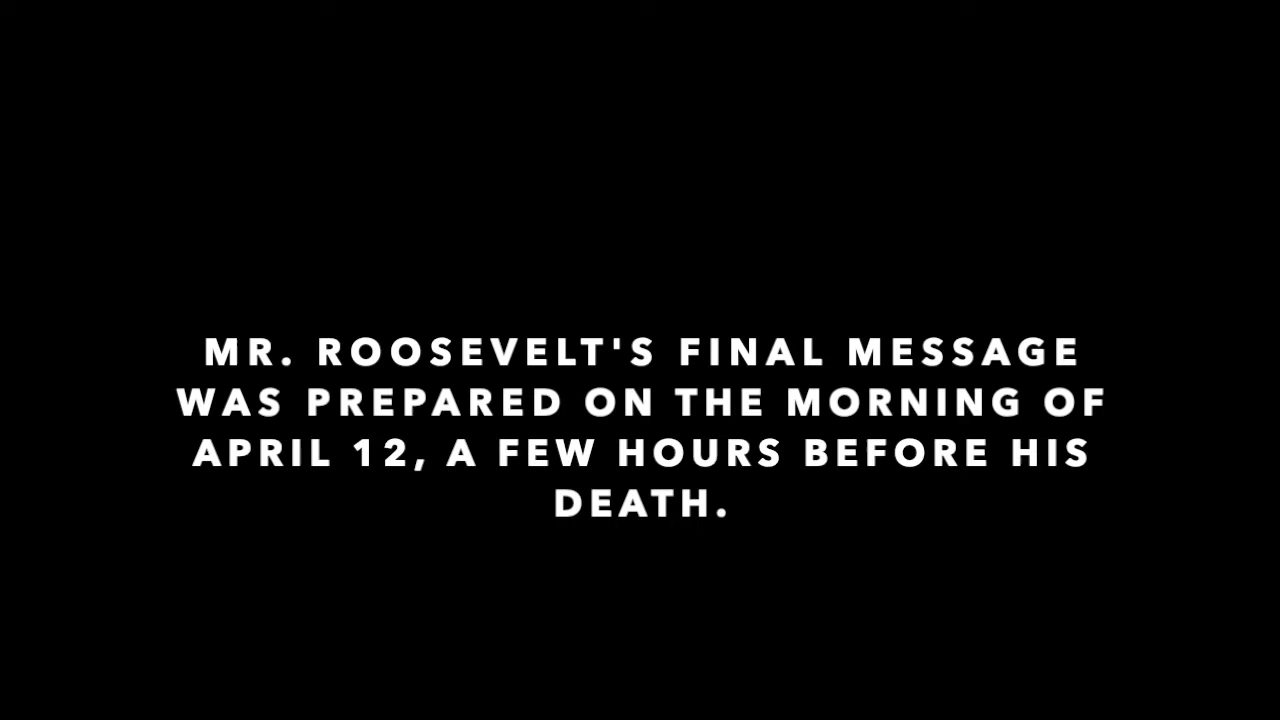 MR. ROOSEVELT'S FINAL MESSAGE
WAS PREPARED ON THE MORNING OF
APRIL 12, A FEW HOURS BEFORE HIS
DEATH.